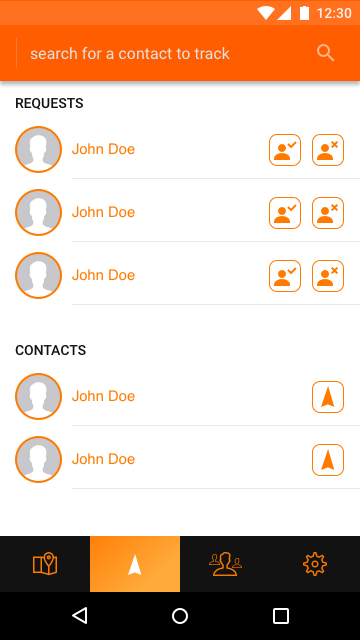 12:30
search for a contact to track
REQUESTS
John Doe
John Doe
John Doe
CONTACTS
John Doe
John Doe